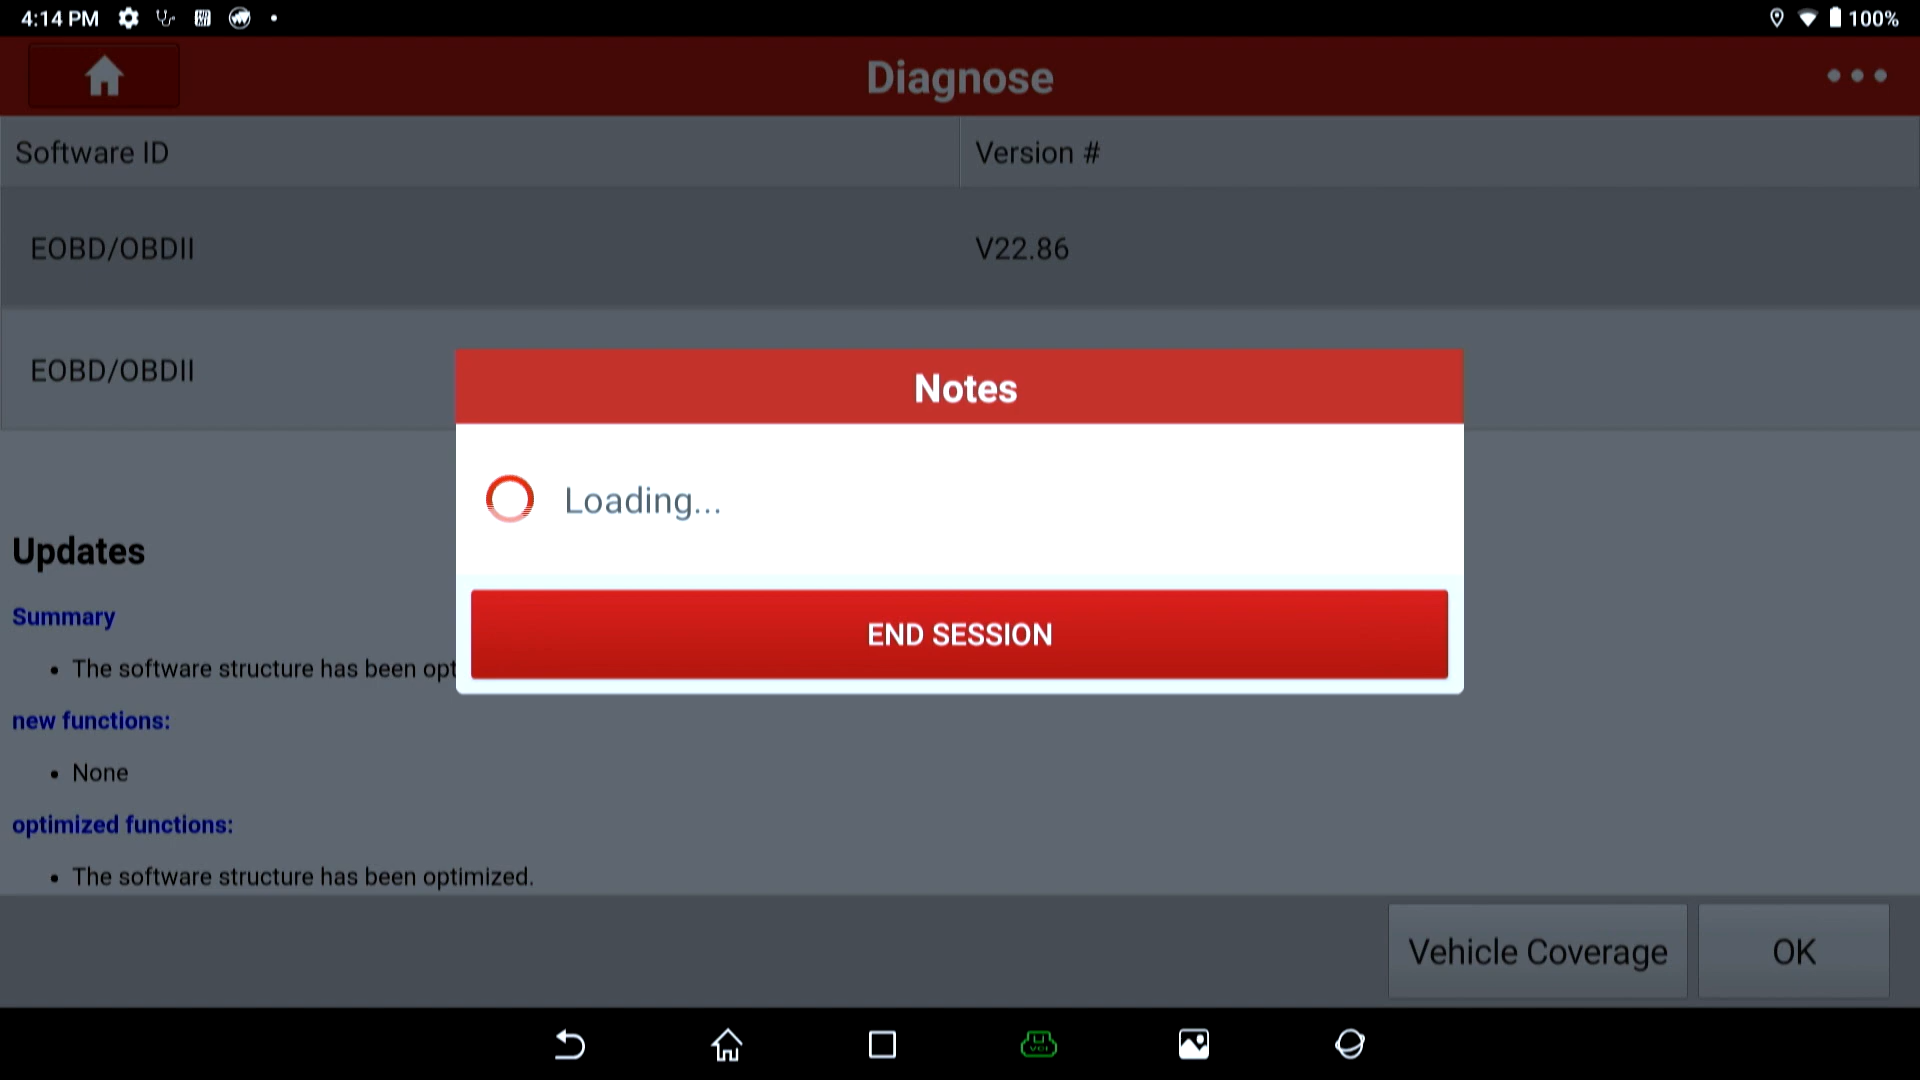 4:14 PM
100%
Diagnose
Software ID
Version #
EOBD/OBDII
V22.86
EOBD/OBDII
Notes
Loading...
END SESSION
Updates
Summary
• The software structure has been opt
new functions:
• None
optimized functions:
• The software structure has been optimized.
Vehicle Coverage
OK
VCI